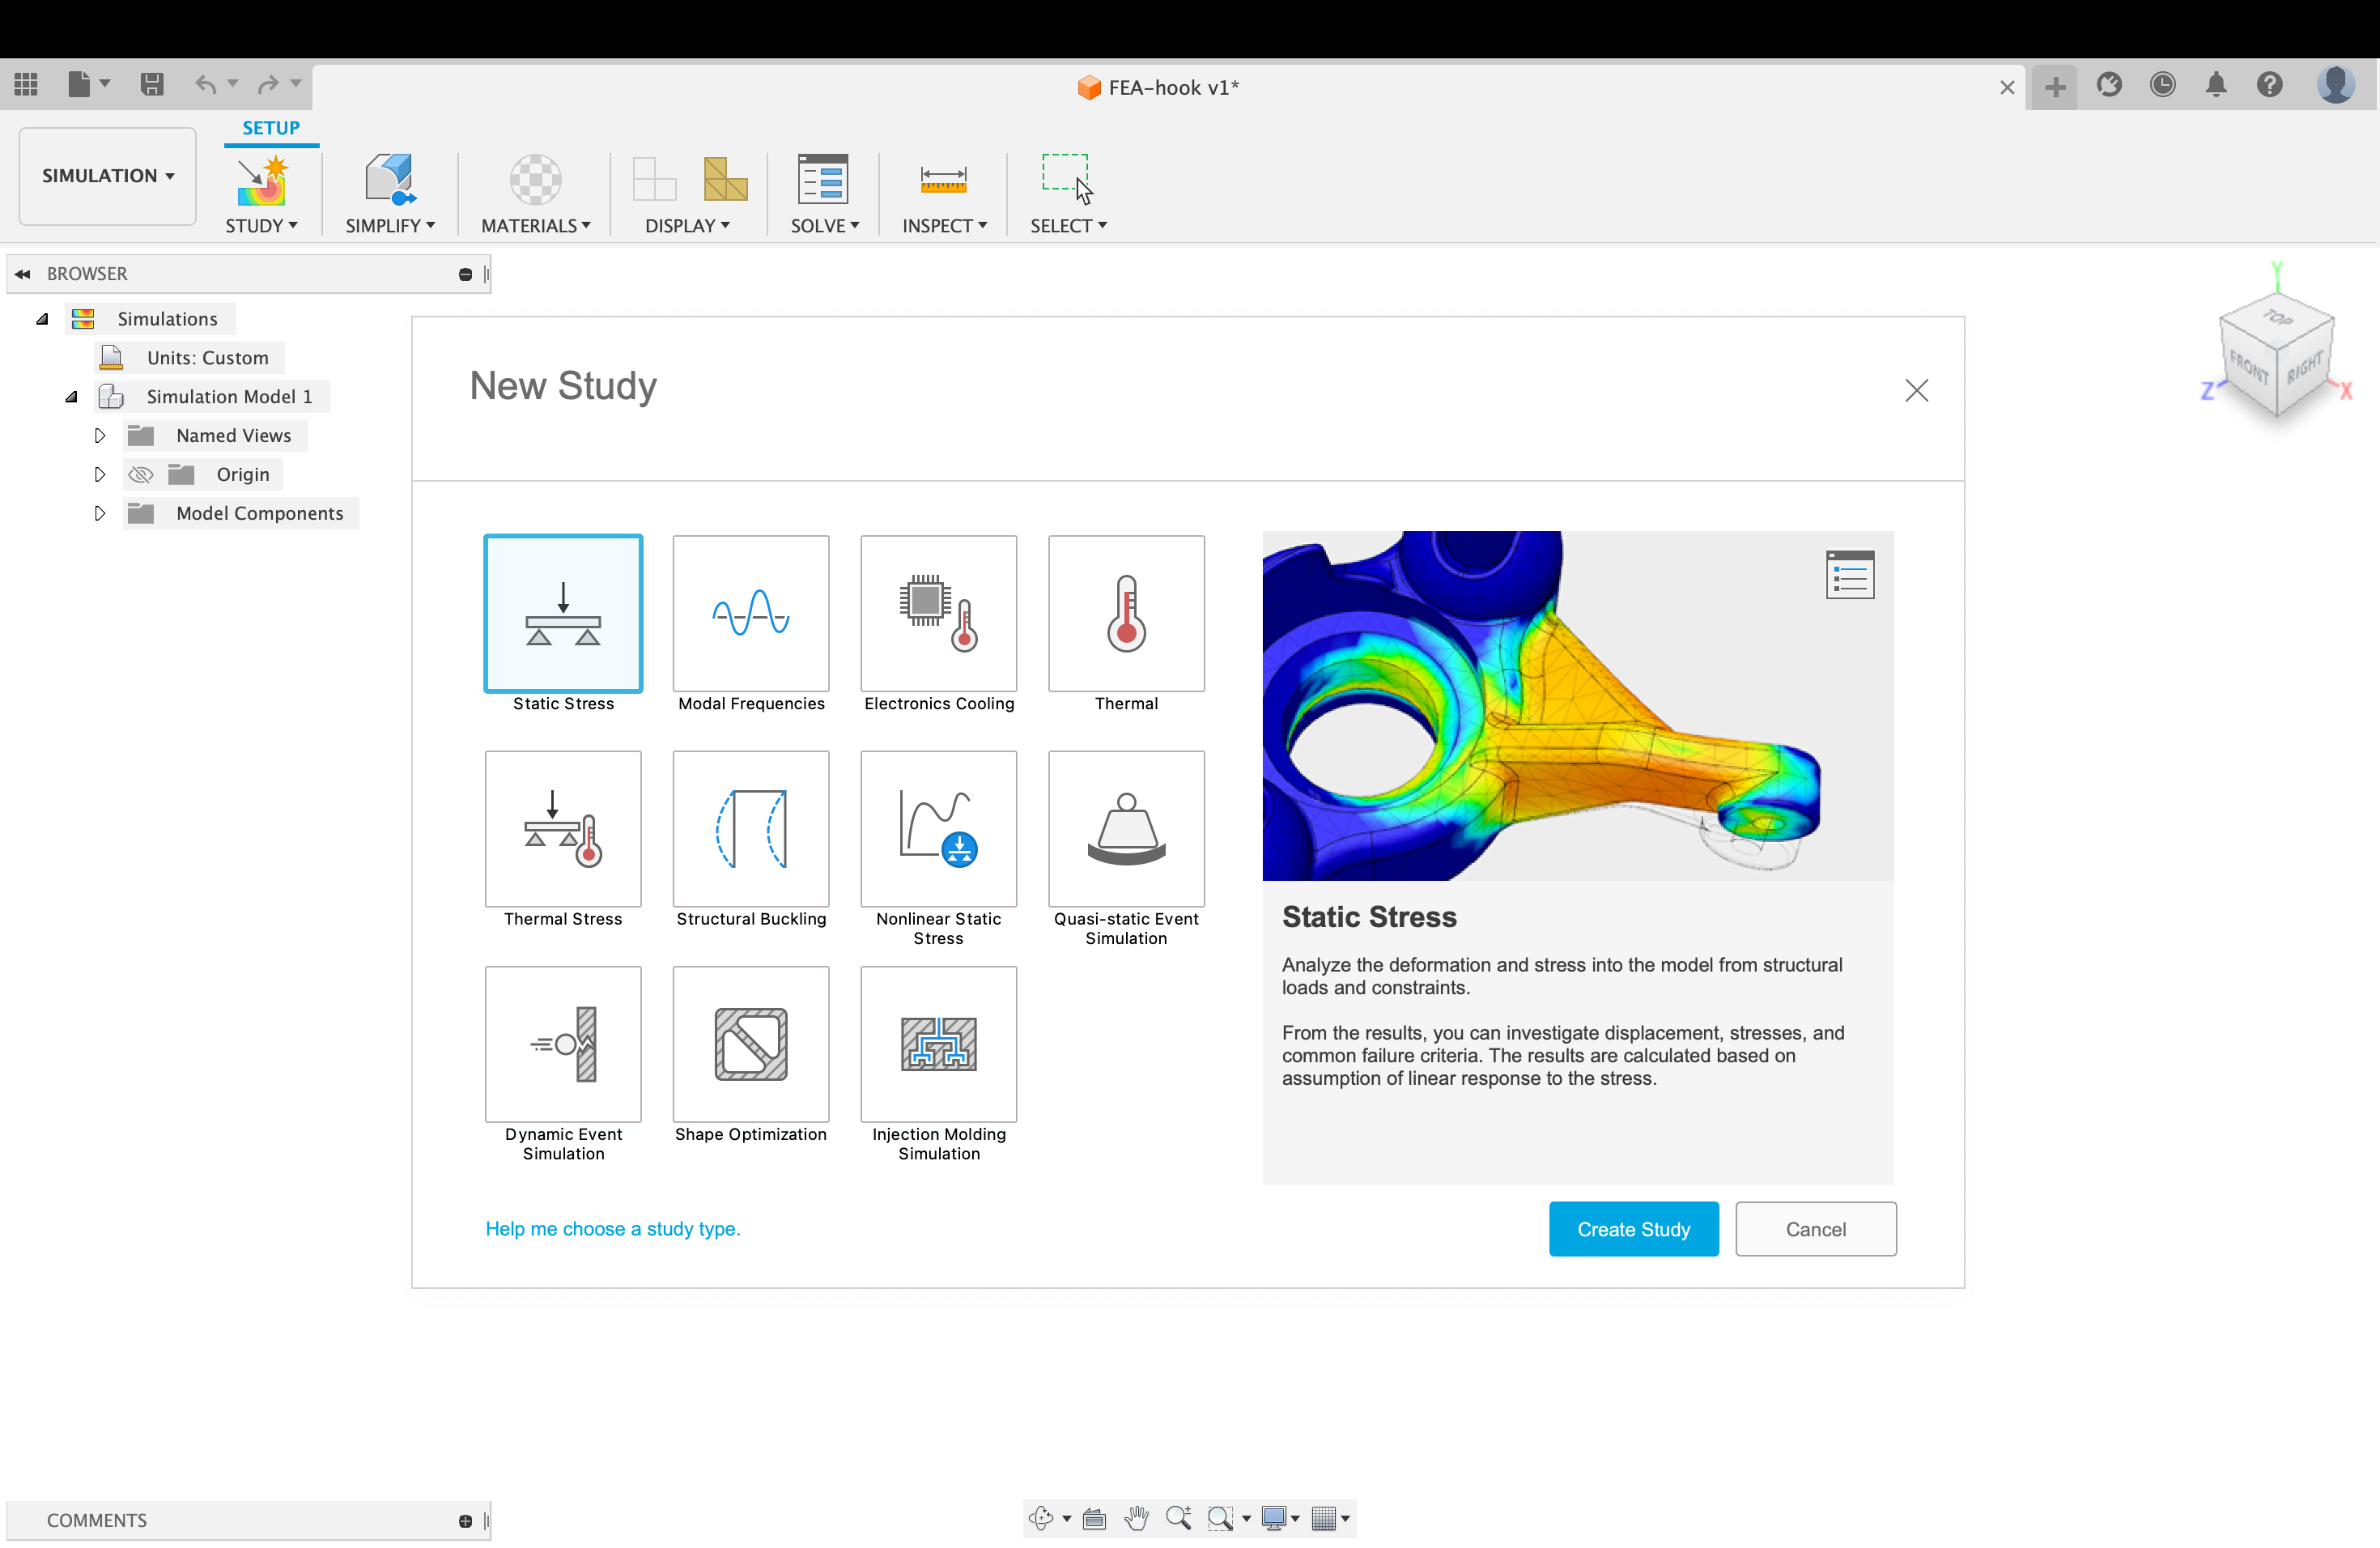 FEA-hook v1*
SIMULATION
SETUP
STUDY
SIMPLIFY
MATERIALS
DISPLAY
SOLVE
INSPECT
SELECT
BROWSER
Simulations
Units: Custom
Simulation Model 1
Named Views
Origin
Model Components
Y
TOP
FRONT
RIGHT
Z
X
New Study
Static Stress
Modal Frequencies
Electronics Cooling
Thermal
Thermal Stress
Structural Buckling
Nonlinear Static
Stress
Quasi-static Event
Simulation
Dynamic Event
Simulation
Shape Optimization
Injection Molding
Simulation
Static Stress
Analyze the deformation and stress into the model from structural
loads and constraints.
From the results, you can investigate displacement, stresses, and
common failure criteria. The results are calculated based on
assumption of linear response to the stress.
Help me choose a study type.
Create Study
Cancel
COMMENTS